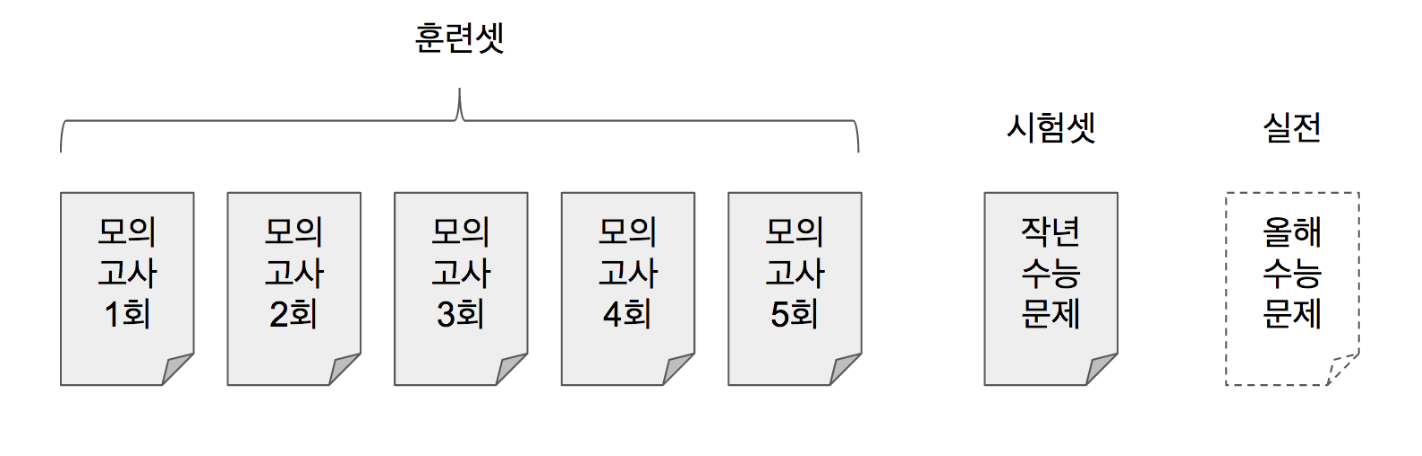 훈련셋
시험셋
실전
모의
고사
1회
모의
고사
2회
모의
고사
3회
모의
고사
4회
모의
고사
5회
작년
수능
문제
올해
수능
문제